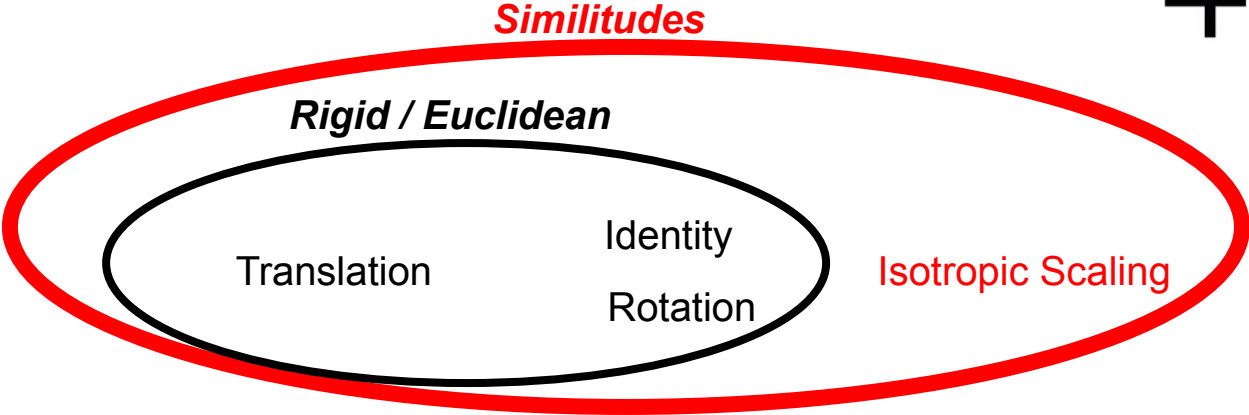 Similitudes
Rigid / Euclidean
Identity
Translation
Isotropic Scaling
Rotation